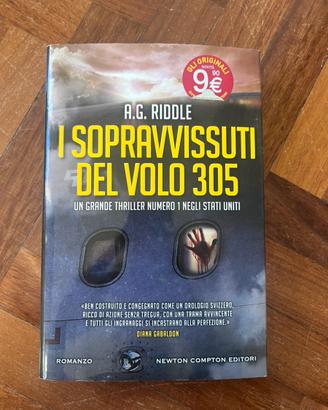 GLI ORIGINALI
NOVITÀ
9,90 €
A.G. RIDDLE
I SOPRAVVISSUTI
DEL VOLO 305
UN GRANDE THRILLER NUMERO 1 NEGLI STATI UNITI
«BEN COSTRUITO E CONGEGNATO COME UN OROLOGIO SVIZZERO,
RICCO DI AZIONE SENZA TREGUA, CON UNA TRAMA AVVINCENTE
E TUTTI GLI INGRANAGGI SI INCASTRANO ALLA PERFEZIONE.»
DIANA GABALDON
ROMANZO
NEWTON COMPTON EDITORI